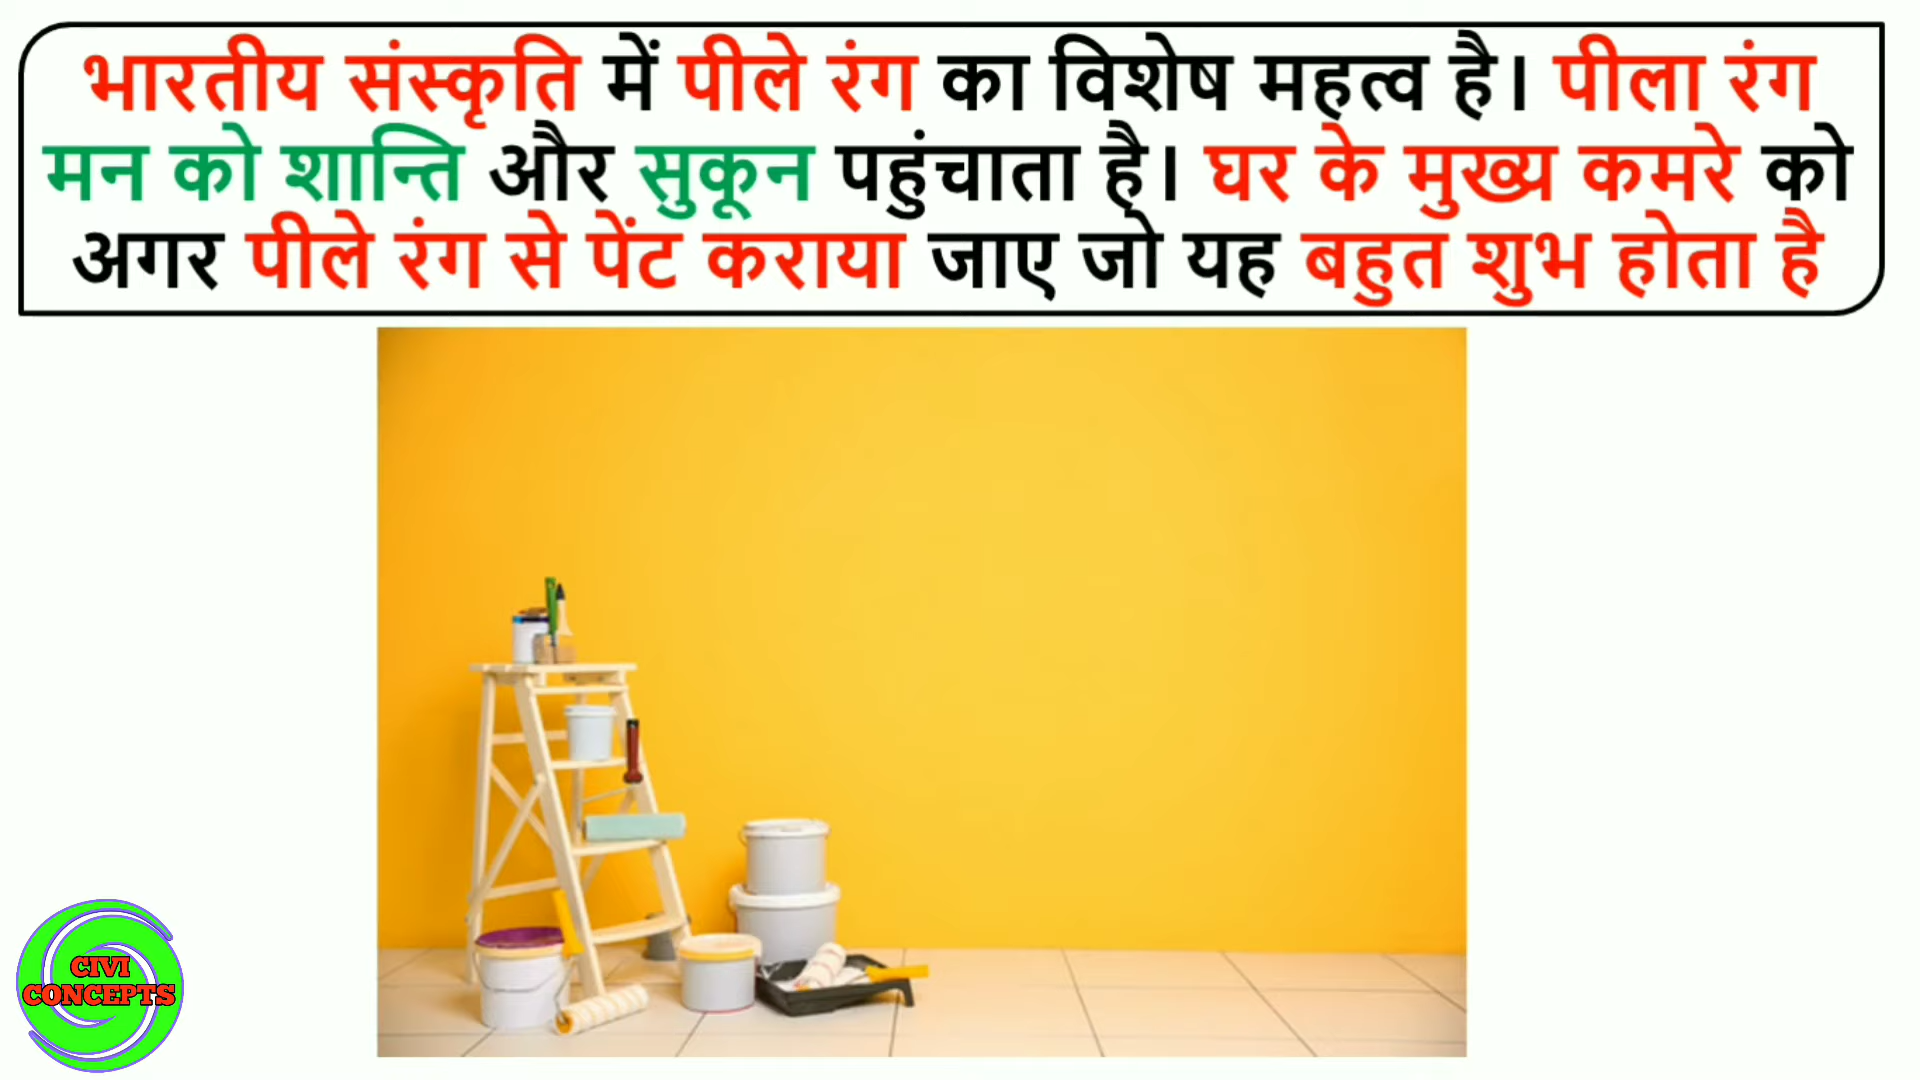 भारतीय संस्कृति में पीले रंग का विशेष महत्व है। पीला रंग
मन को शान्ति और सुकून पहुंचाता है। घर के मुख्य कमरे को
अगर पीले रंग से पेंट कराया जाए जो यह बहुत शुभ होता है
CIVI
CONCEPTS